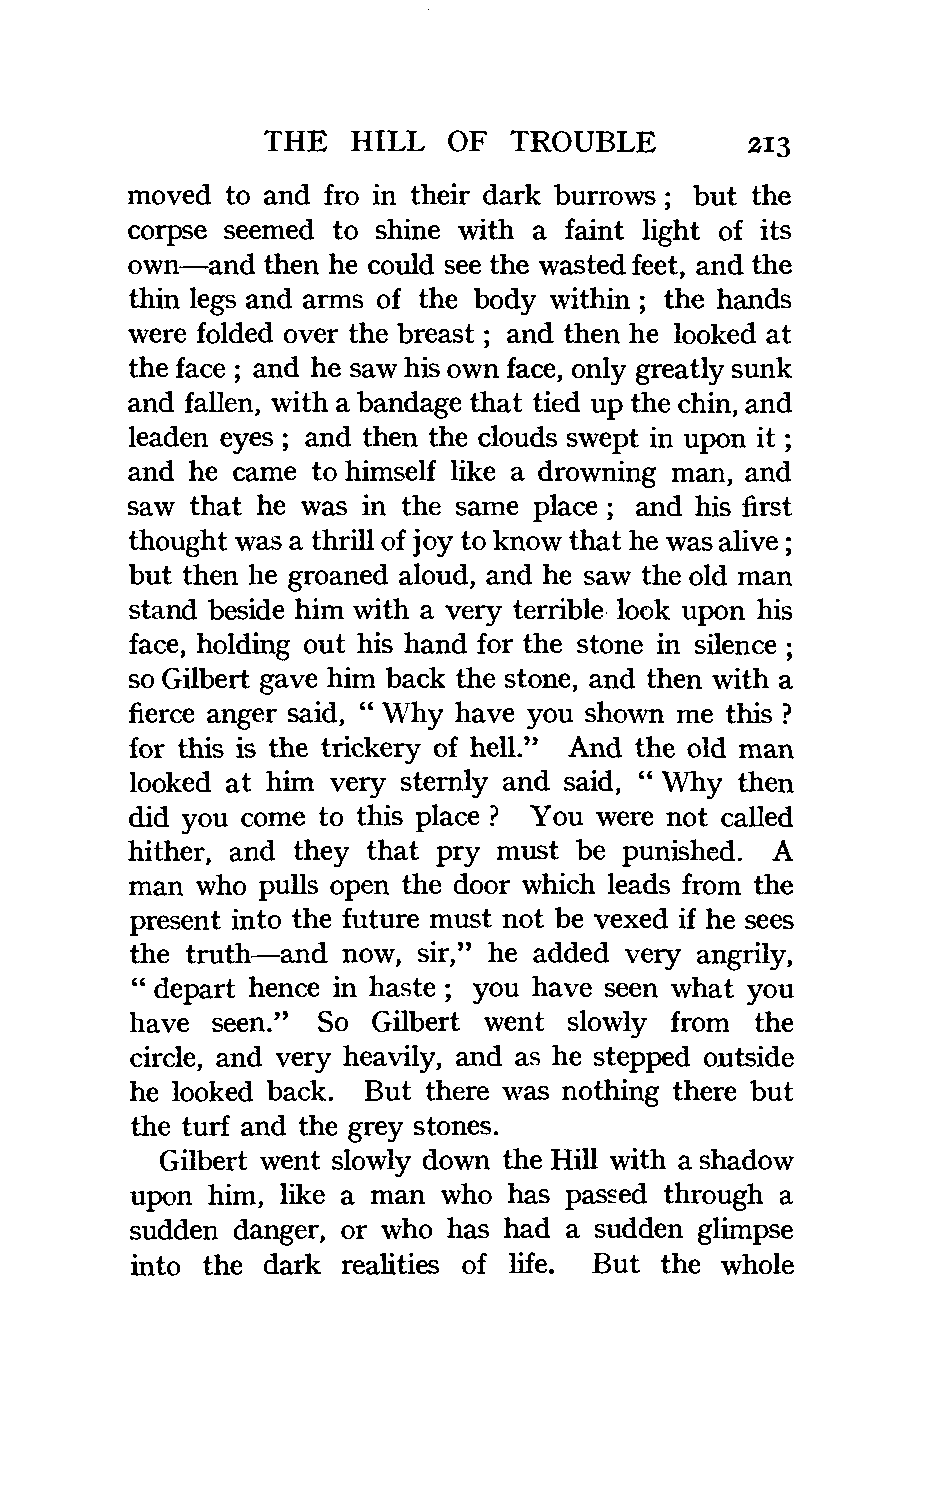 THE HILL OF TROUBLE 213
moved to and fro in their dark burrows ; but the
corpse seemed to shine with a faint light of its
own—and then he could see the wasted feet, and the
thin legs and arms of the body within ; the hands
were folded over the breast ; and then he looked at
the face ; and he saw his own face, only greatly sunk
and fallen, with a bandage that tied up the chin, and
leaden eyes ; and then the clouds swept in upon it ;
and he came to himself like a drowning man, and
saw that he was in the same place ; and his first
thought was a thrill of joy to know that he was alive ;
but then he groaned aloud, and he saw the old man
stand beside him with a very terrible look upon his
face, holding out his hand for the stone in silence ;
so Gilbert gave him back the stone, and then with a
fierce anger said, “ Why have you shown me this ?
for this is the trickery of hell.” And the old man
looked at him very sternly and said, “ Why then
did you come to this place ? You were not called
hither, and they that pry must be punished. A
man who pulls open the door which leads from the
present into the future must not be vexed if he sees
the truth—and now, sir,” he added very angrily,
“ depart hence in haste ; you have seen what you
have seen.” So Gilbert went slowly from the
circle, and very heavily, and as he stepped outside
he looked back. But there was nothing there but
the turf and the grey stones.
Gilbert went slowly down the Hill with a shadow
upon him, like a man who has passed through a
sudden danger, or who has had a sudden glimpse
into the dark realities of life. But the whole